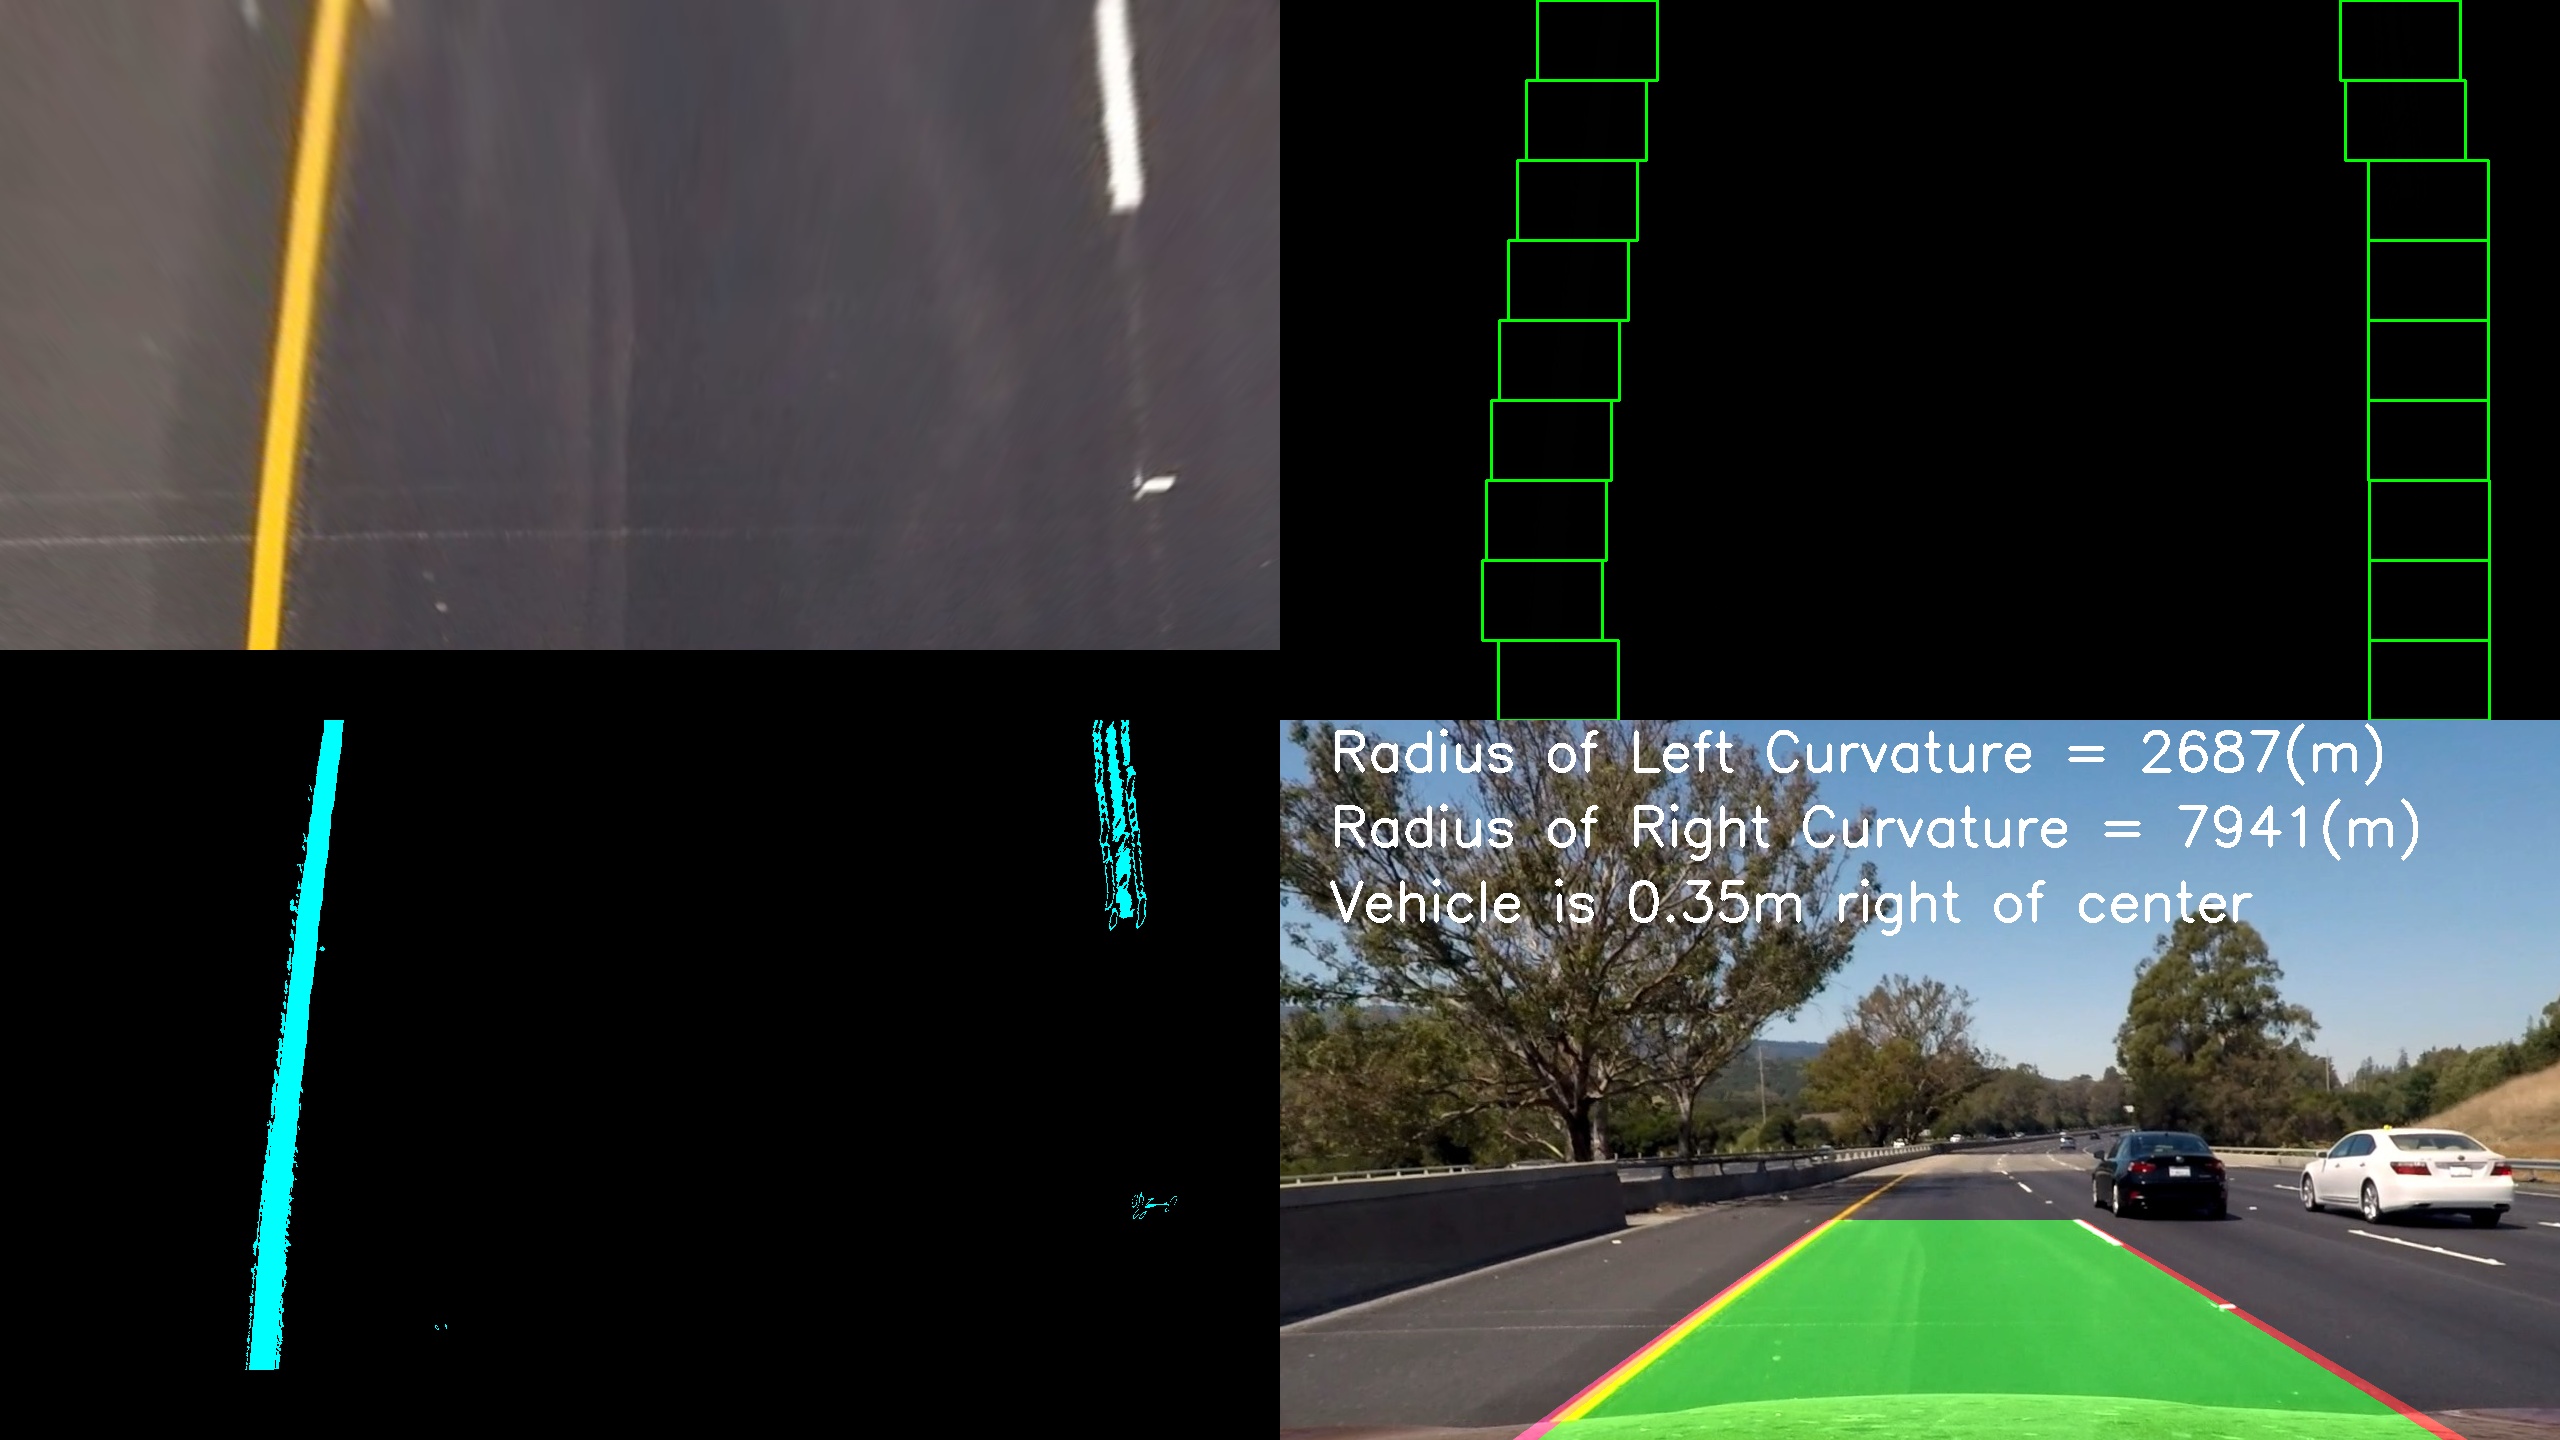 Radius of Left Curvature = 2687(m)
Radius of Right Curvature = 7941(m)
Vehicle is 0.35m right of center